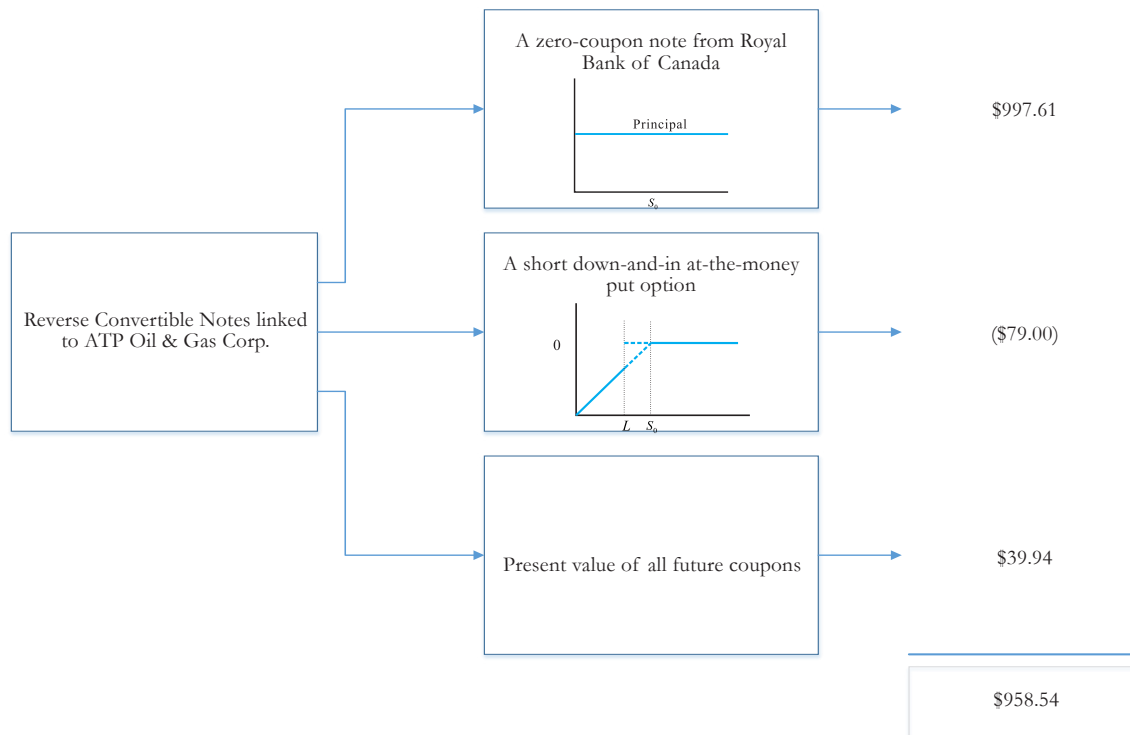 A zero-coupon note from Royal
Bank of Canada
Principal
S0
$997.61
Reverse Convertible Notes linked
to ATP Oil & Gas Corp.
A short down-and-in at-the-money
put option
0
L S0
($79.00)
Present value of all future coupons
$39.94
$958.54